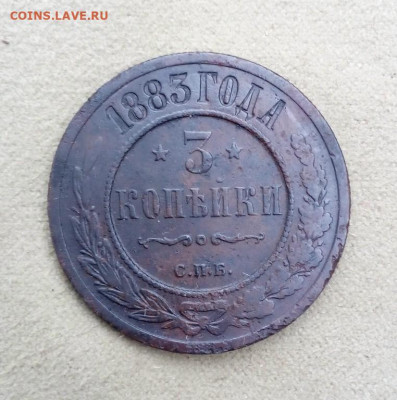 COINS.LAVE.RU
1883 ГОДА
3
КОПѢЙКИ
С.П.Б.